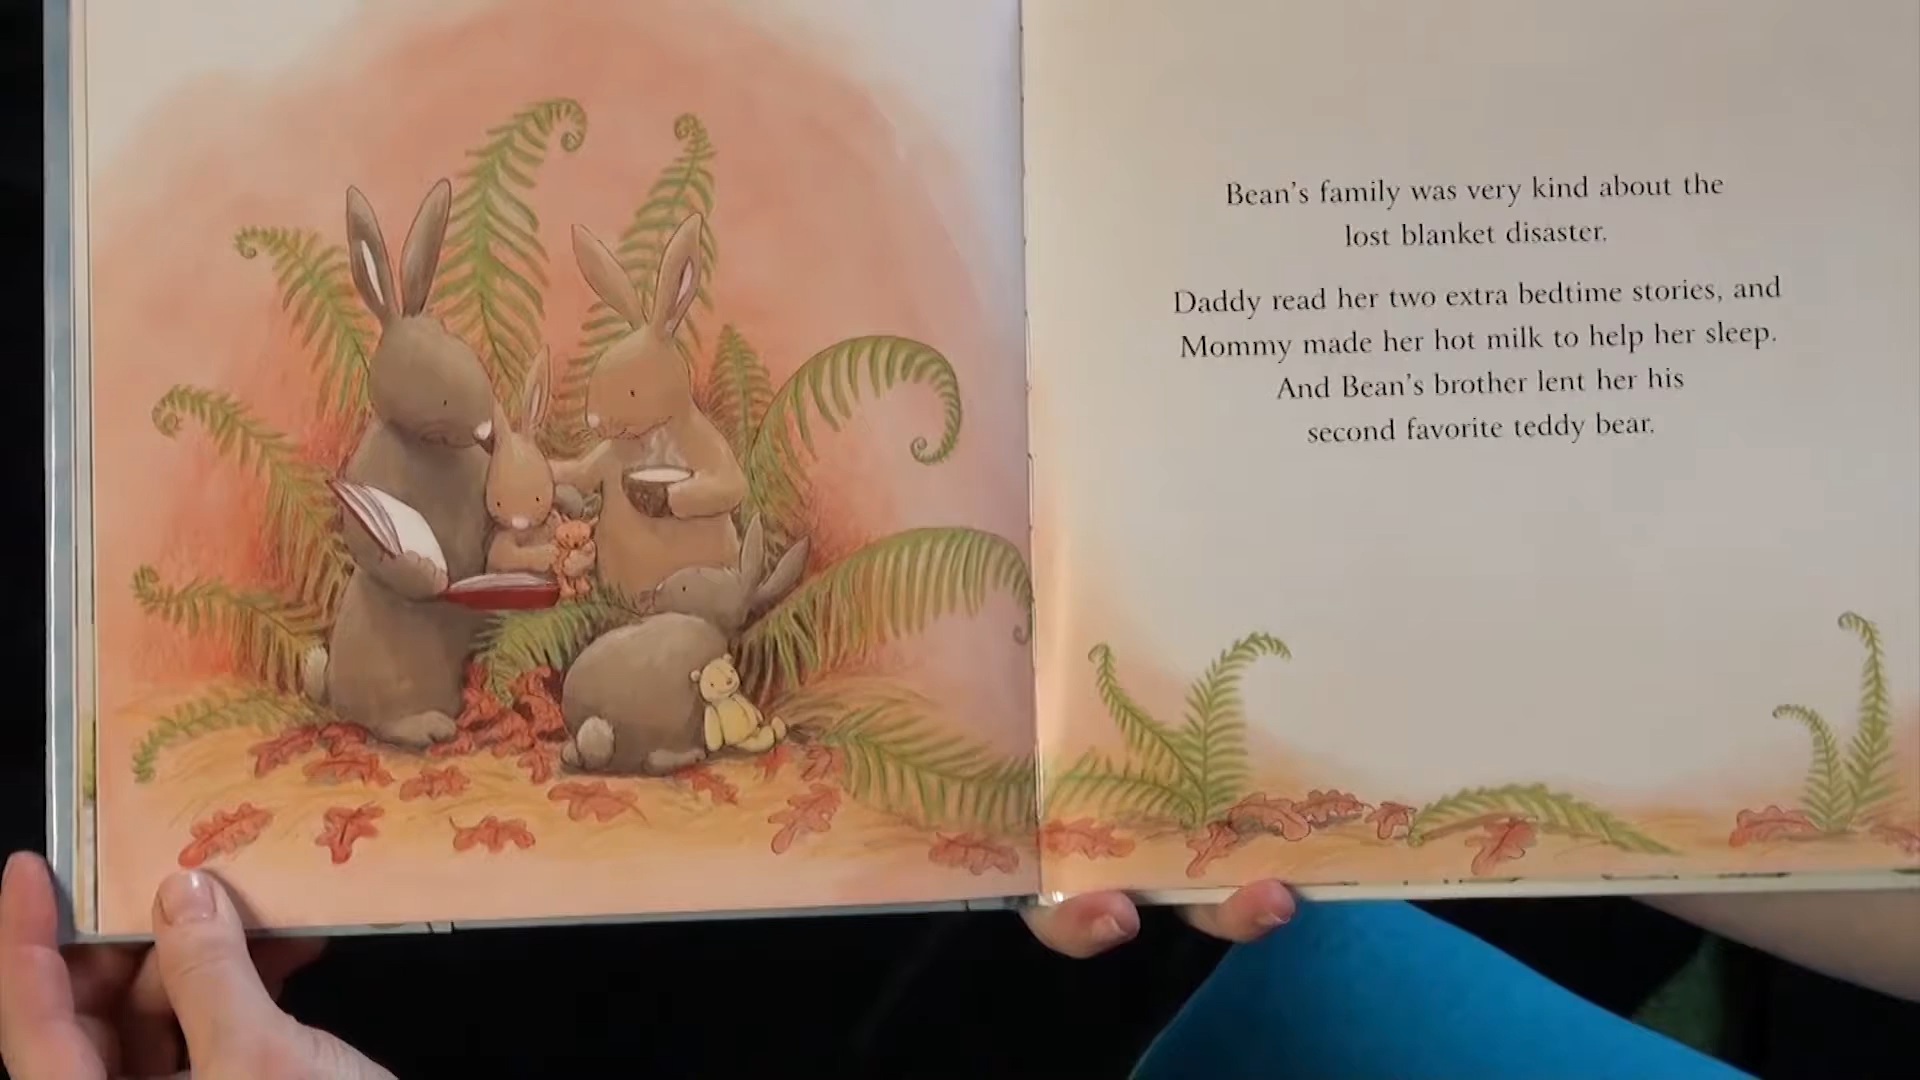 Bean's family was very kind about the
lost blanket disaster.
Daddy read her two extra bedtime stories, and
Mommy made her hot milk to help her sleep.
And Bean's brother lent her his
second favorite teddy bear.